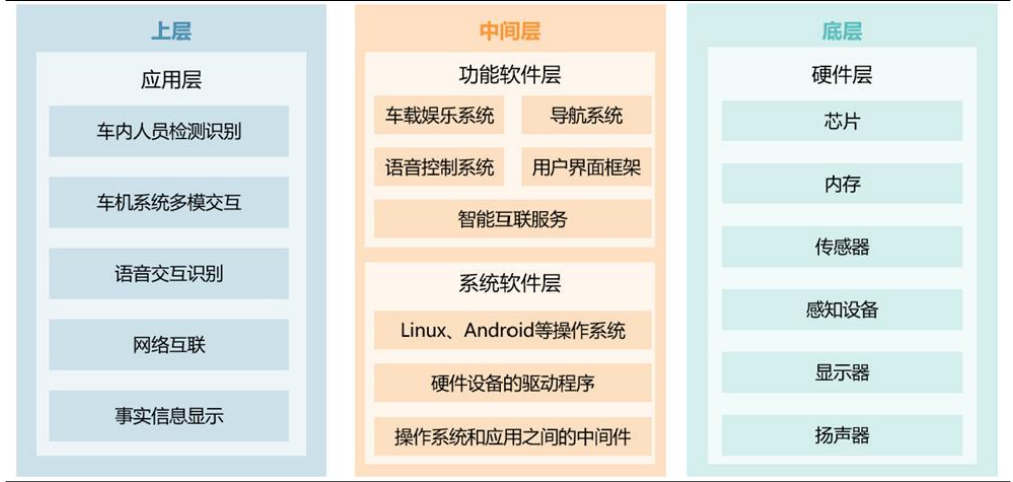 上层
应用层
车内人员检测识别
车机系统多模交互
语音交互识别
网络互联
事实信息显示
中间层
功能软件层
车载娱乐系统
导航系统
语音控制系统
用户界面框架
智能互联服务
系统软件层
Linux、Android等操作系统
硬件设备的驱动程序
操作系统和应用之间的中间件
底层
硬件层
芯片
内存
传感器
感知设备
显示器
扬声器